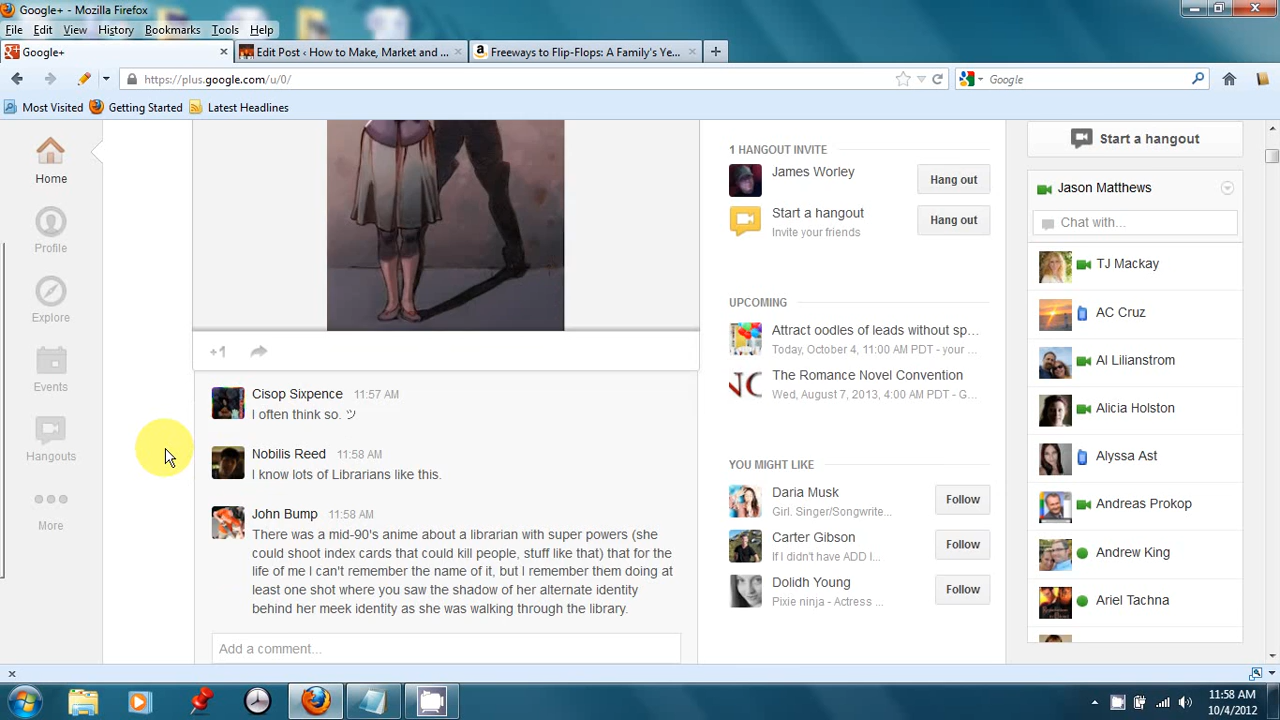 Google+ - Mozilla Firefox
File Edit View History Bookmarks Tools Help
Google+
Edit Post ‹ How to Make, Market and ...
Freeways to Flip-Flops: A Family's Ye...
https://plus.google.com/u/0/
Google
Most Visited Getting Started Latest Headlines
Home
Profile
Explore
Events
Hangouts
More
+1
Cisop Sixpence 11:57 AM
I often think so. ツ
Nobilis Reed 11:58 AM
I know lots of Librarians like this.
John Bump 11:58 AM
There was a mid-90's anime about a librarian with super powers (she
could shoot index cards that could kill people, stuff like that) that for the
life of me I can't remember the name of it, but I remember them doing at
least one shot where you saw the shadow of her alternate identity
behind her meek identity as she was walking through the library.
Add a comment...
1 HANGOUT INVITE
James Worley
Hang out
Start a hangout
Invite your friends
Hang out
UPCOMING
Attract oodles of leads without sp...
Today, October 4, 11:00 AM PDT - your ...
The Romance Novel Convention
Wed, August 7, 2013, 4:00 AM PDT - G...
YOU MIGHT LIKE
Daria Musk
Girl. Singer/Songwrite...
Follow
Carter Gibson
If I didn't have ADD I...
Follow
Dolidh Young
Pixie ninja - Actress ...
Follow
Start a hangout
Jason Matthews
Chat with...
TJ Mackay
AC Cruz
Al Lilianstrom
Alicia Holston
Alyssa Ast
Andreas Prokop
Andrew King
Ariel Tachna
11:58 AM
10/4/2012